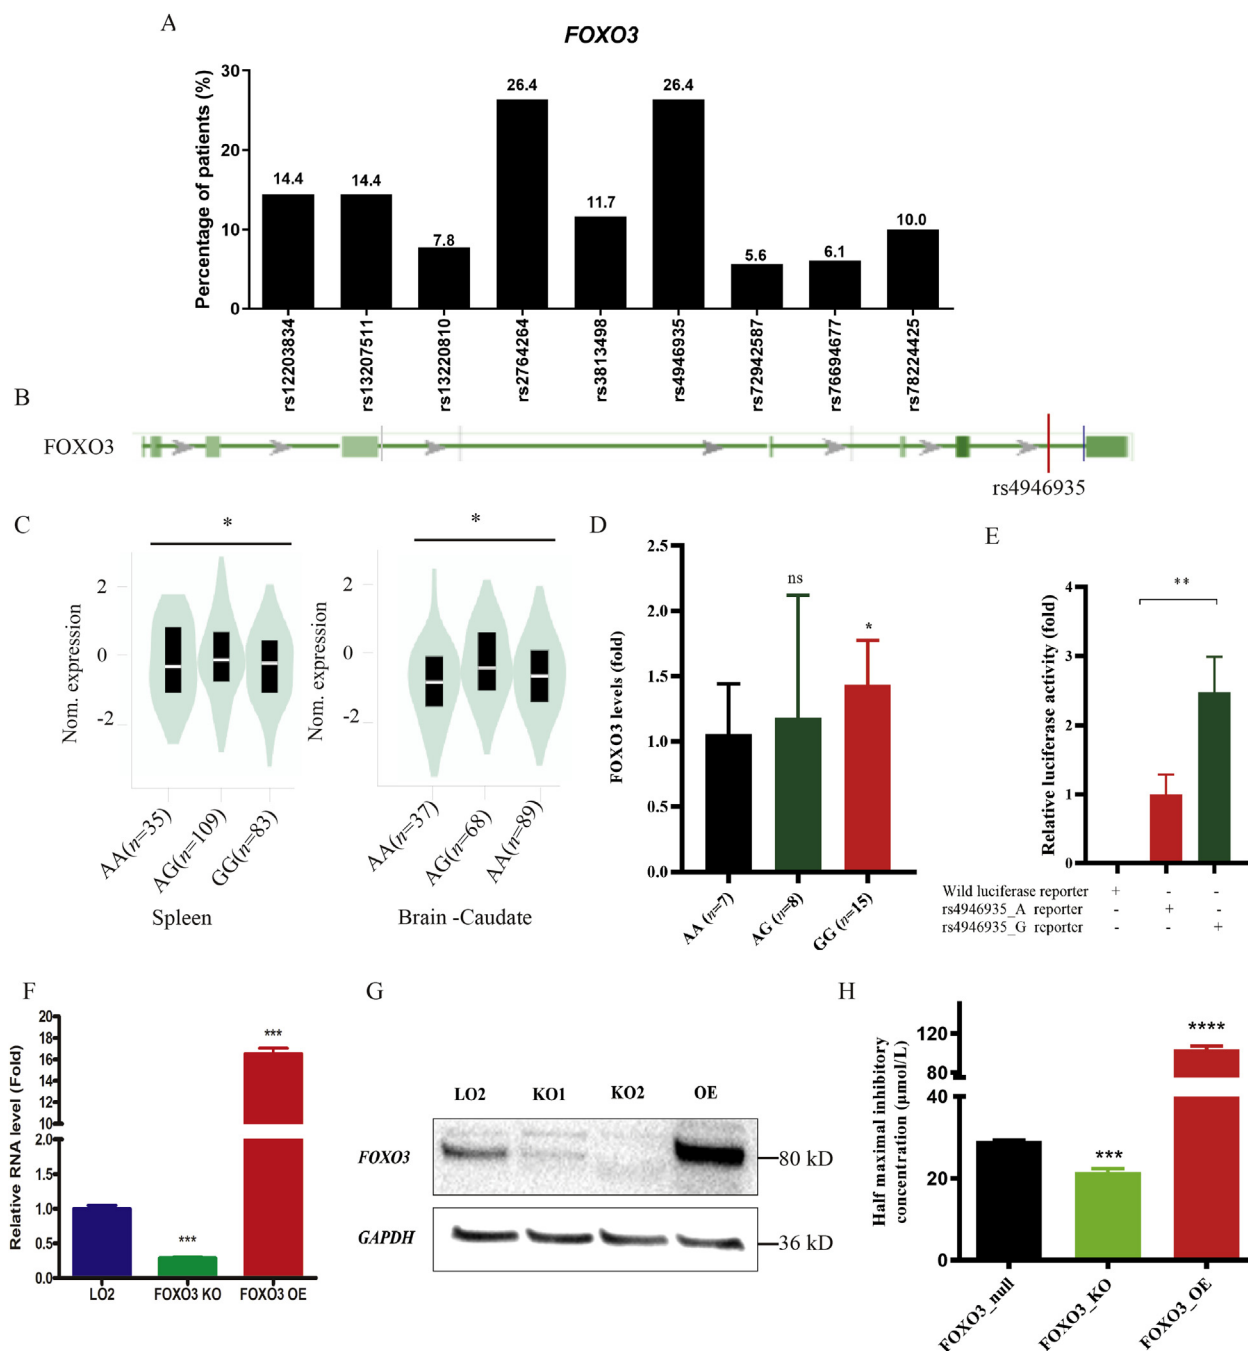 A
FOXO3
Percentage of patients (%)
30
20
10
0
14.4
14.4
7.8
26.4
11.7
26.4
5.6
6.1
10.0
rs12203834
rs13207511
rs13220810
rs2764264
rs3813498
rs4946935
rs72942587
rs76694677
rs78224425
B
FOXO3
rs4946935
C
*
Nom. expression
2
0
-2
AA(n=35)
AG(n=109)
GG(n=83)
Spleen
*
Nom. expression
2
0
-2
AA(n=37)
AG(n=68)
AA(n=89)
Brain -Caudate
D
FOXO3 levels (fold)
2.5
2.0
1.5
1.0
0.5
0.0
ns
*
AA (n=7)
AG (n=8)
GG (n=15)
E
Relative luciferase activity (fold)
4
3
2
1
0
**
Wild luciferase reporter + - -
rs4946935_A reporter - + -
rs4946935_G reporter - - +
F
Relative RNA level (Fold)
20
18
16
14
12
10
2.0
1.5
1.0
0.5
0.0
***
***
LO2
FOXO3 KO
FOXO3 OE
G
LO2 KO1 KO2 OE
FOXO3
80 kD
GAPDH
36 kD
H
Half maximal inhibitory
concentration (μmol/L)
120
80
40
20
0
***
****
FOXO3_null
FOXO3_KO
FOXO3_OE